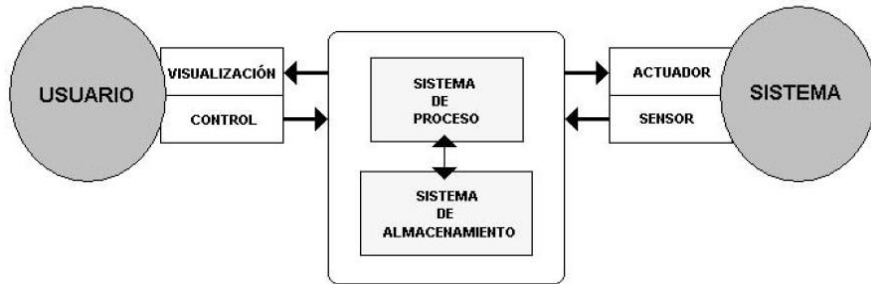 USUARIO
VISUALIZACIÓN
CONTROL
SISTEMA
DE
PROCESO
SISTEMA
DE
ALMACENAMIENTO
ACTUADOR
SENSOR
SISTEMA